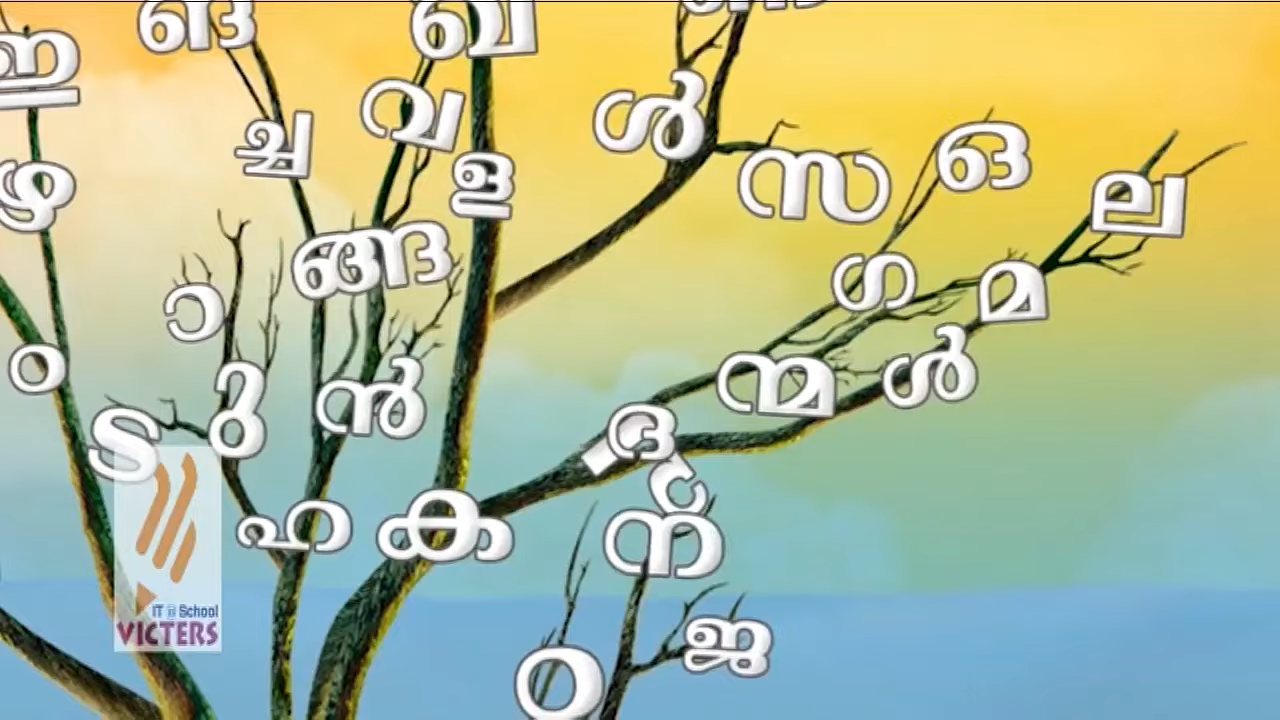 ഇ
ങ
ഖ
ച്ച
വ
ൾ
ള
സ
ഒ
ല
ഴ
ങ്ങ
ഗ
മ
ാ
ം
ു
ൻ
മ്മ
ൾ
ട
ദ
ഹ
ക
ന്
ഠ
ജ
IT @ School
VICTERS